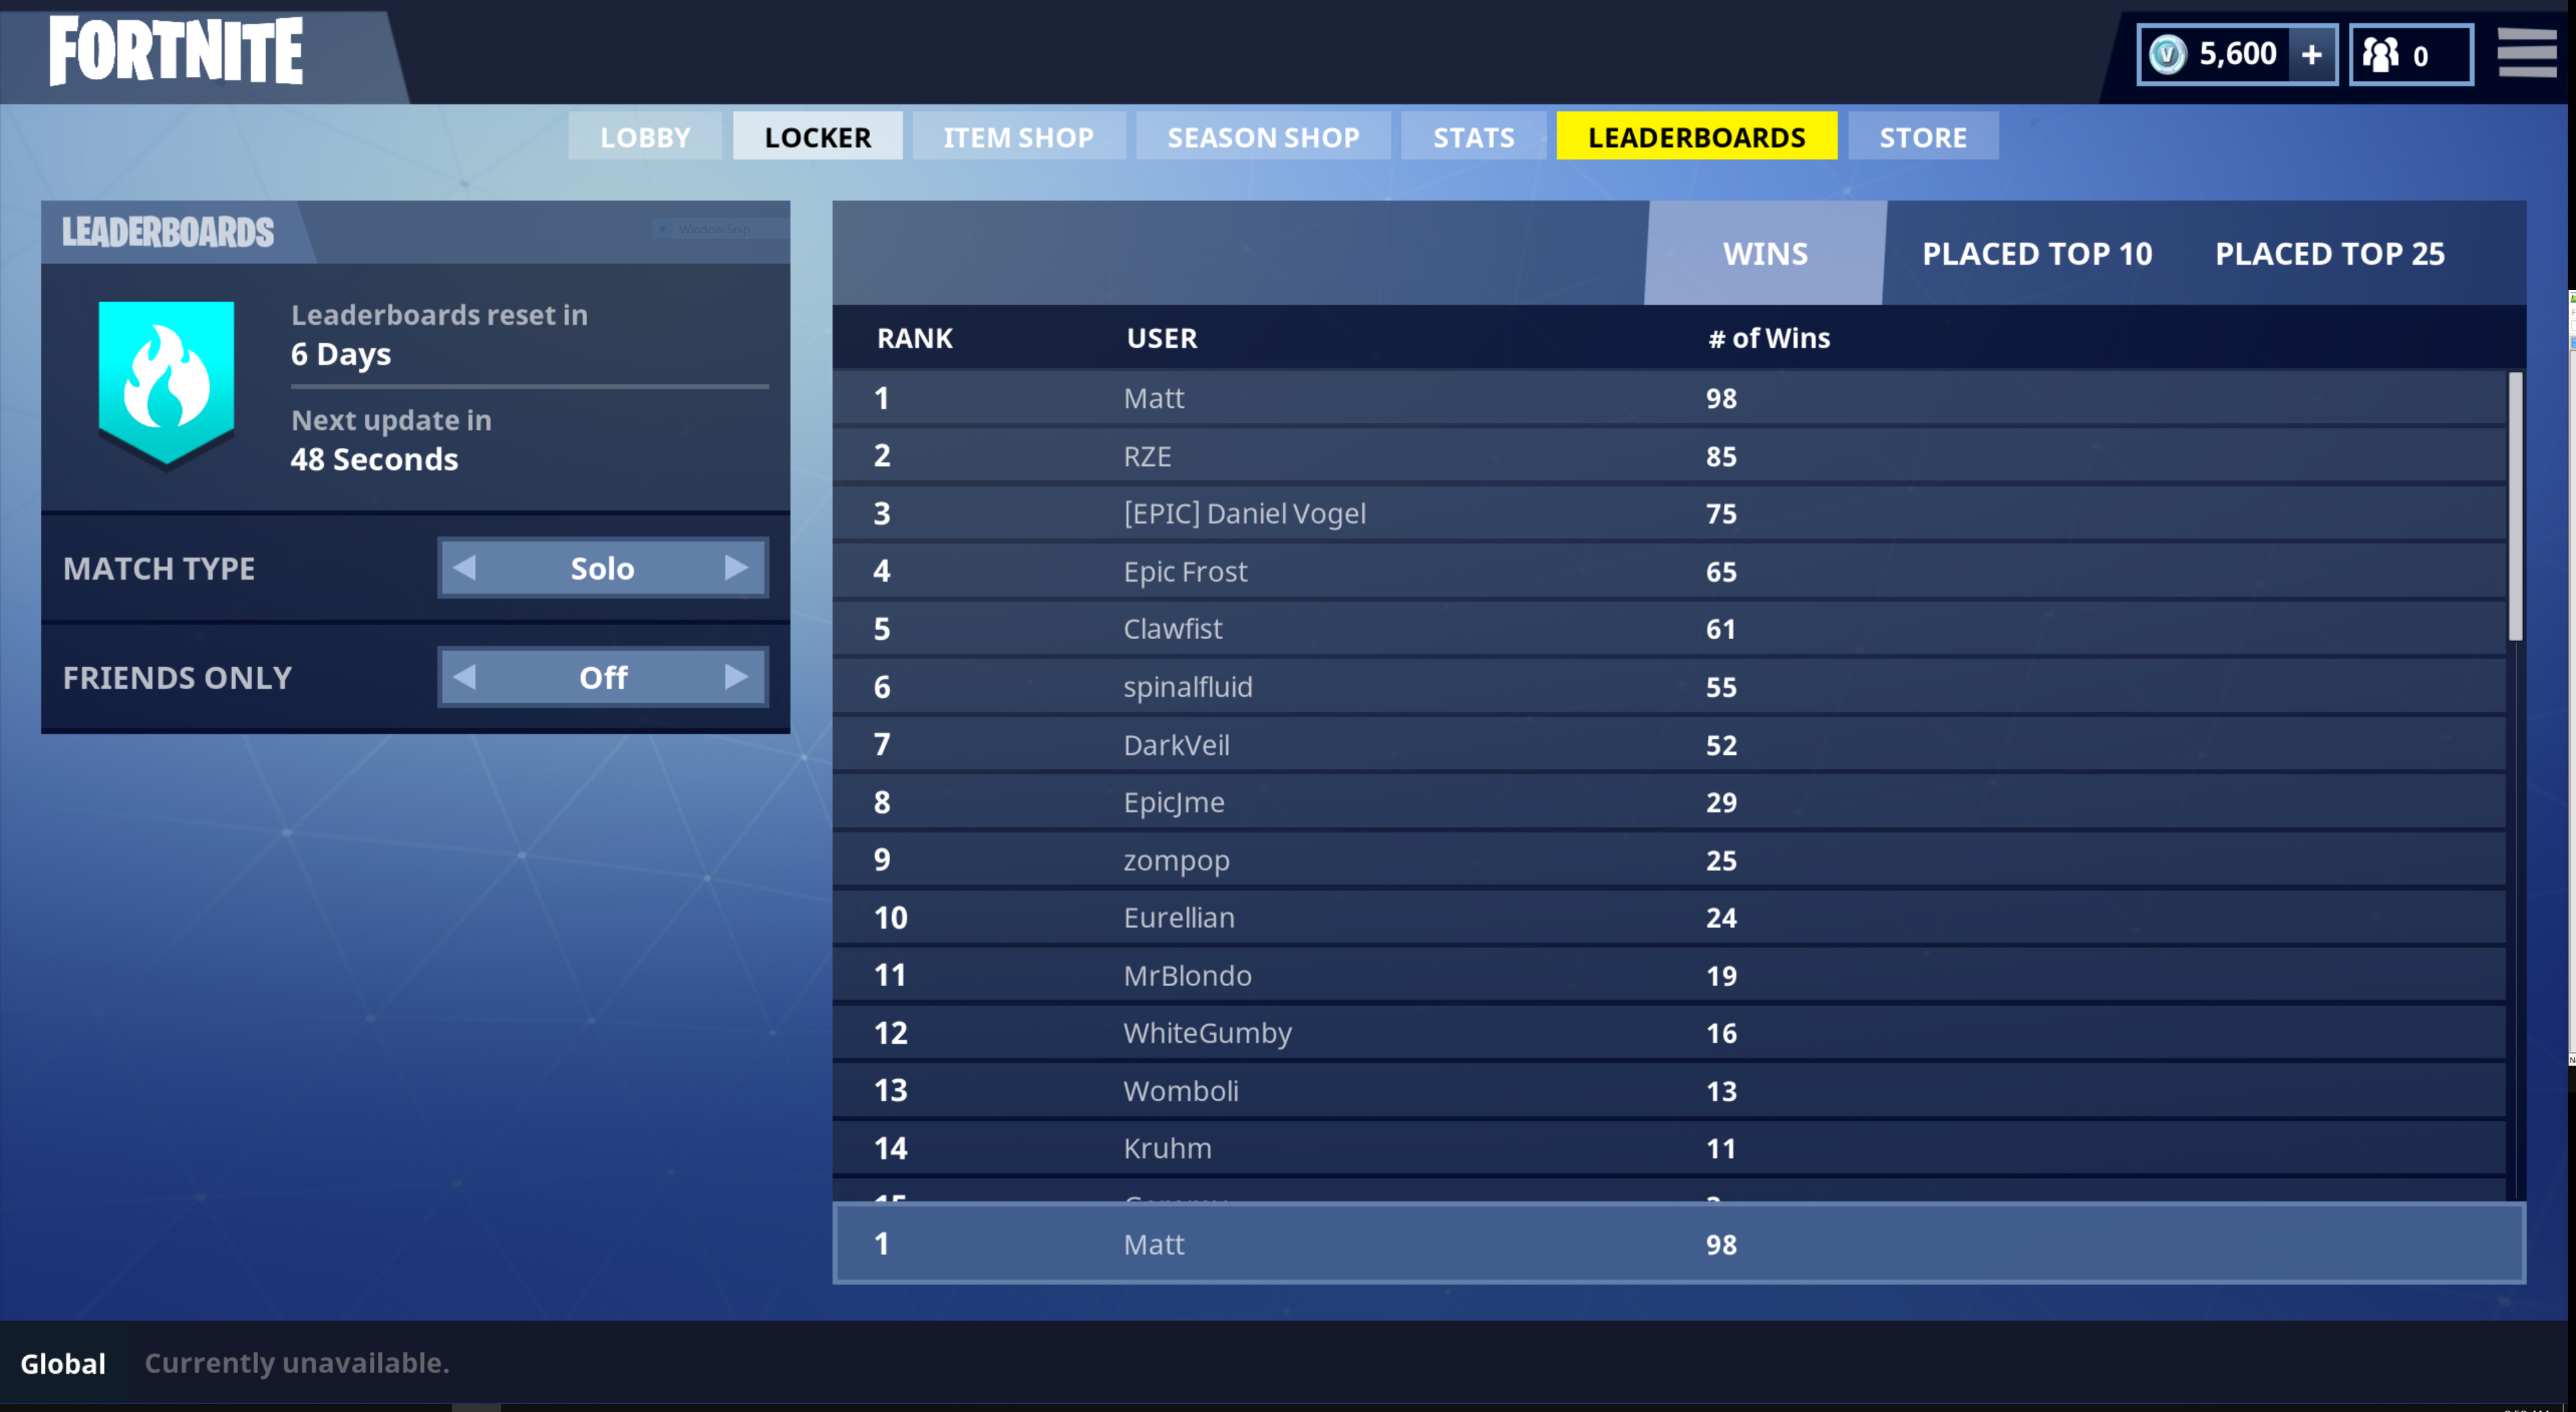 FORTNITE
5,600 +
0
LOBBY LOCKER ITEM SHOP SEASON SHOP STATS LEADERBOARDS STORE
LEADERBOARDS
Window Snip
Leaderboards reset in
6 Days
Next update in
48 Seconds
MATCH TYPE Solo
FRIENDS ONLY Off
WINS PLACED TOP 10 PLACED TOP 25
RANK USER # of Wins
1 Matt 98
2 RZE 85
3 [EPIC] Daniel Vogel 75
4 Epic Frost 65
5 Clawfist 61
6 spinalfluid 55
7 DarkVeil 52
8 EpicJme 29
9 zompop 25
10 Eurellian 24
11 MrBlondo 19
12 WhiteGumby 16
13 Womboli 13
14 Kruhm 11
15
1 Matt 98
Global Currently unavailable.